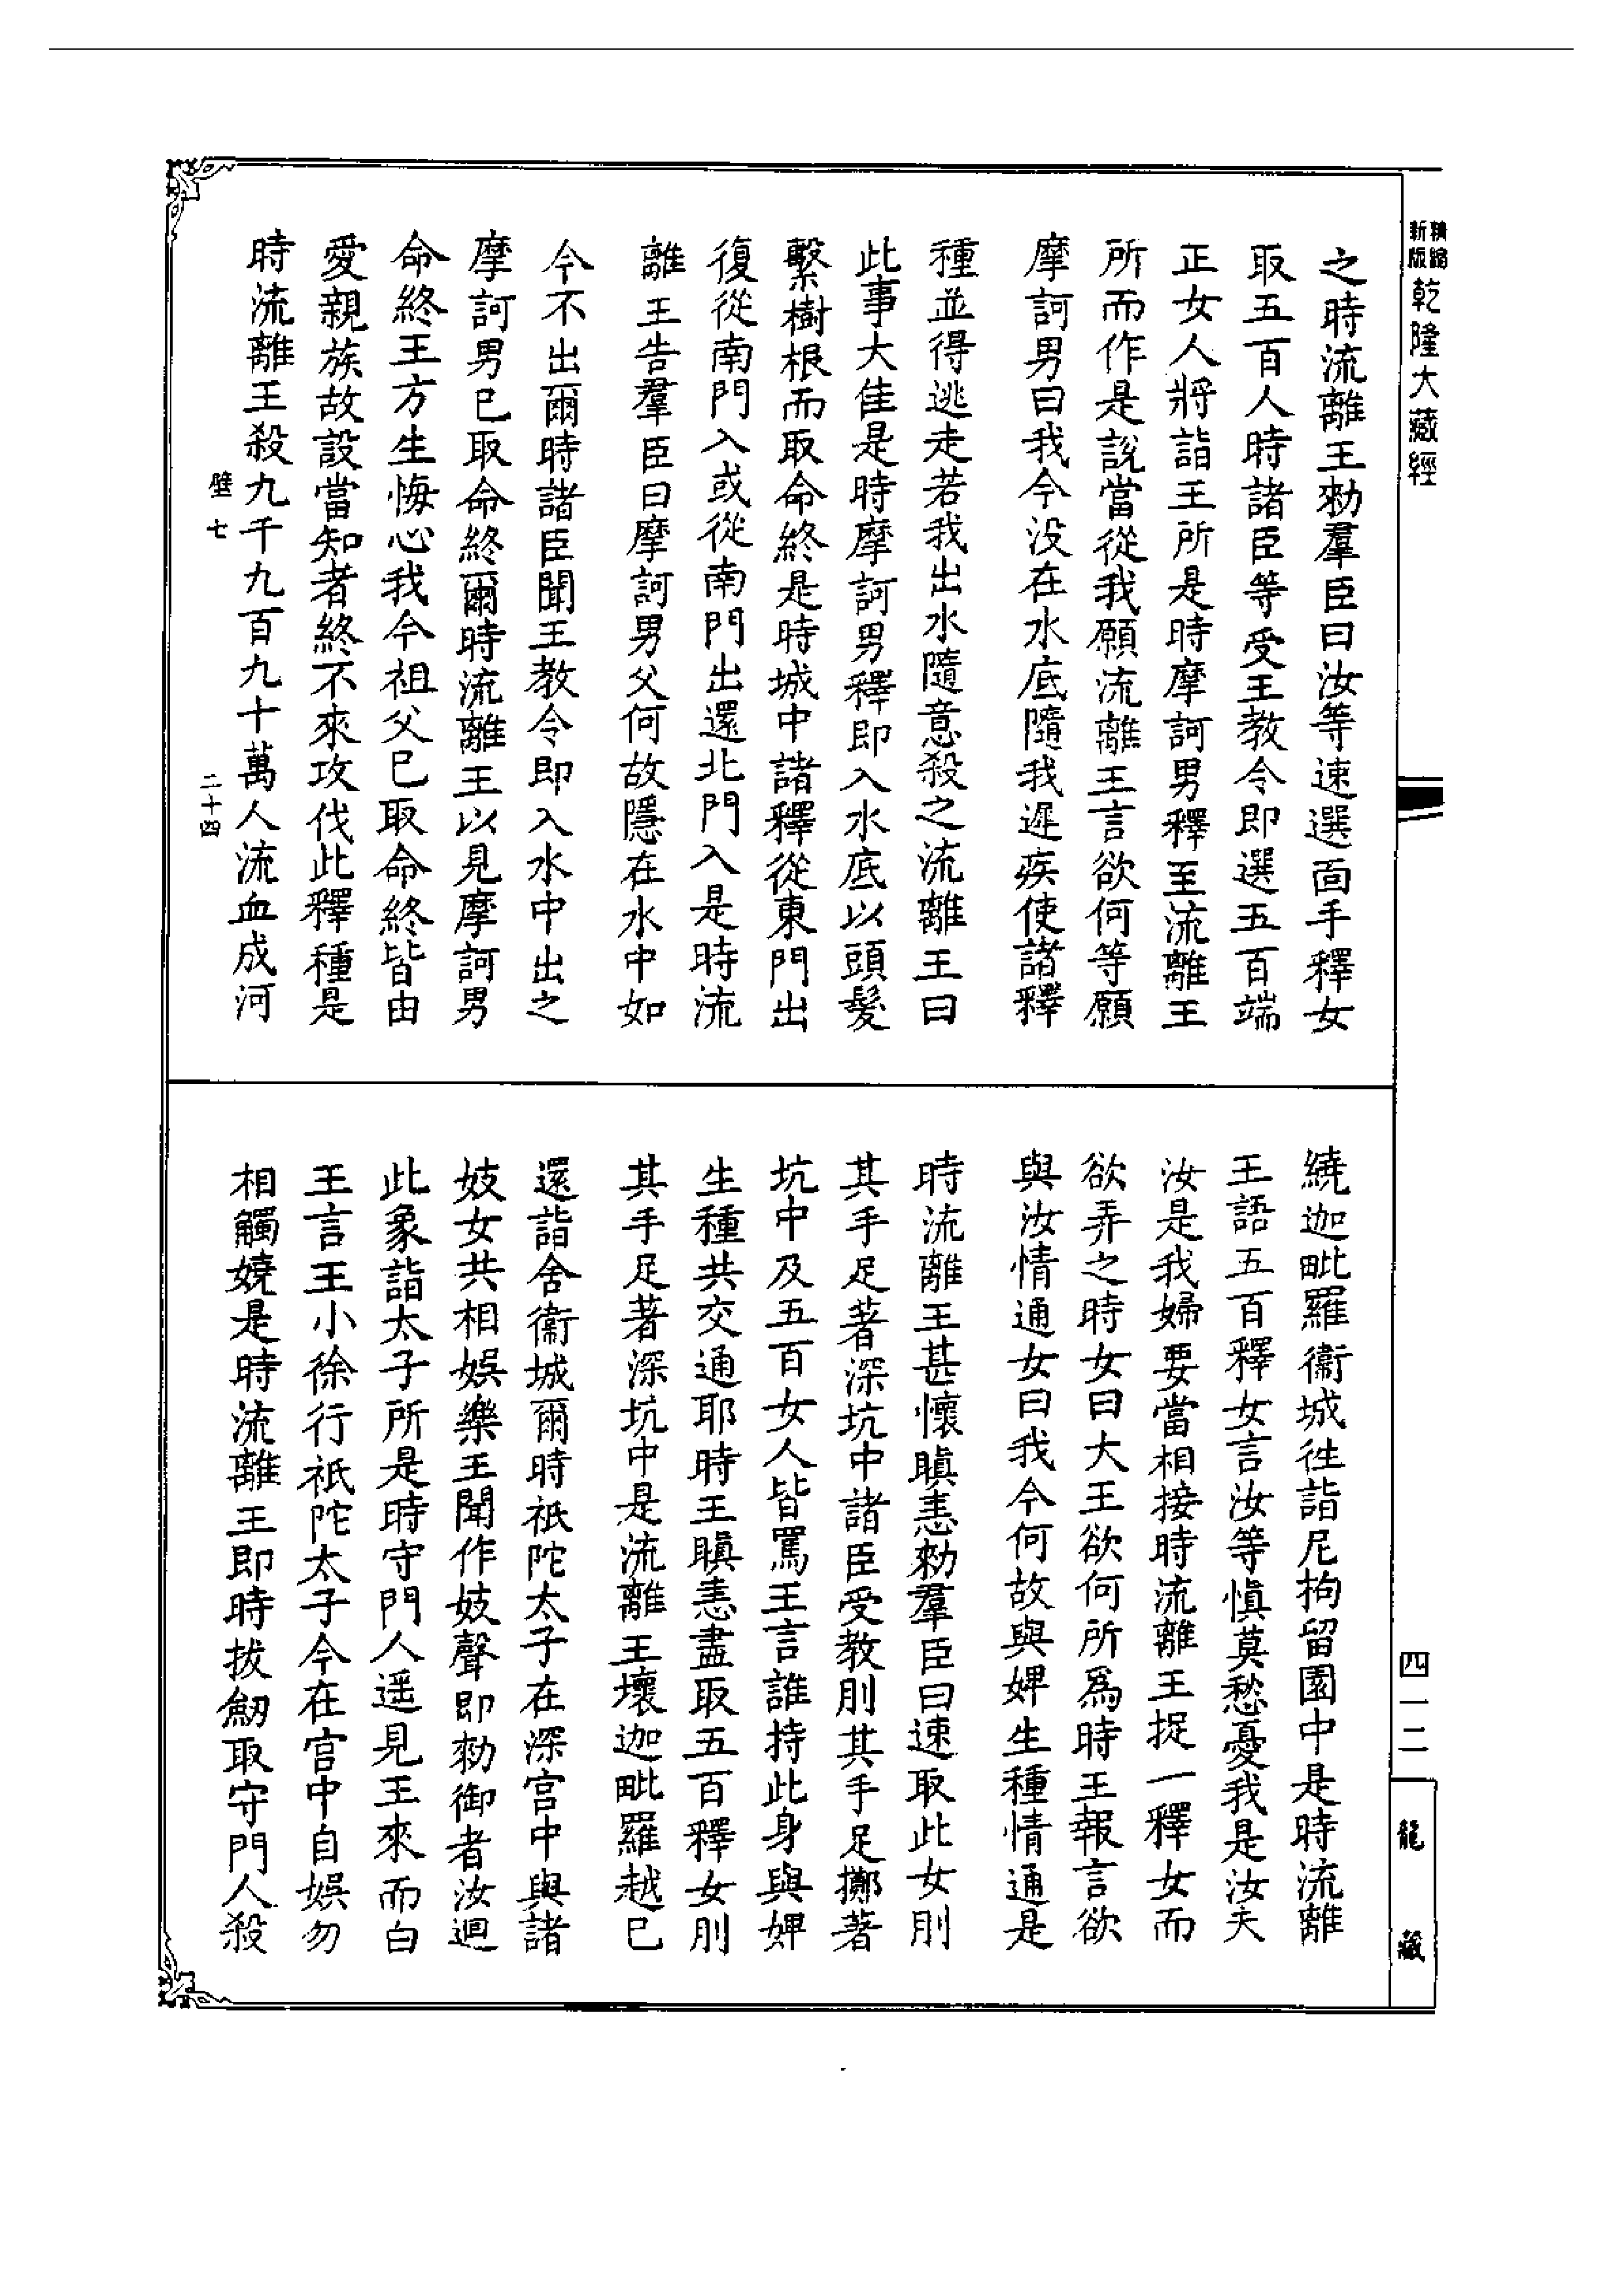 新版
乾隆大藏經
四一二
龍藏
之時流離王勑羣臣曰汝等速選面手釋女
取五百人時諸臣等受王教令即選五百端
正女人將詣王所是時摩訶男釋至流離王
所而作是說當從我願流離王言欲何等願
摩訶男曰我今没在水底隨我遲疾使諸釋
種並得逃走若我出水隨意殺之流離王曰
此事大佳是時摩訶男釋即入水底以頭髮
繫樹根而取命終是時城中諸釋從東門出
復從南門入或從南門出還北門入是時流
離王告羣臣曰摩訶男父何故隱在水中如
今不出爾時諸臣聞王教令即入水中出之
摩訶男已取命終爾時流離王以見摩訶男
命終王方生悔心我今祖父已取命終皆由
愛親族故設當知者終不來攻伐此釋種是
時流離王殺九千九百九十萬人流血成河
壁七
二十四
繞迦毗羅衞城徃詣尼拘留園中是時流離
王語五百釋女言汝等慎莫愁憂我是汝夫
汝是我婦要當相接時流離王捉一釋女而
欲弄之時女曰大王欲何所爲時王報言欲
與汝情通女曰我今何故與婢生種情通是
時流離王甚懷瞋恚勑羣臣曰速取此女刖
其手足著深坑中諸臣受教刖其手足擲著
坑中及五百女人皆罵王言誰持此身與婢
生種共交通耶時王瞋恚盡取五百釋女刖
其手足著深坑中是流離王壞迦毗羅越已
還詣舍衞城爾時祇陀太子在深宫中與諸
妓女共相娛樂王聞作妓聲即勑御者汝迴
此象詣太子所是時守門人遥見王來而白
王言王小徐行祇陀太子今在宫中自娛勿
相觸嬈是時流離王即時拔劒取守門人殺